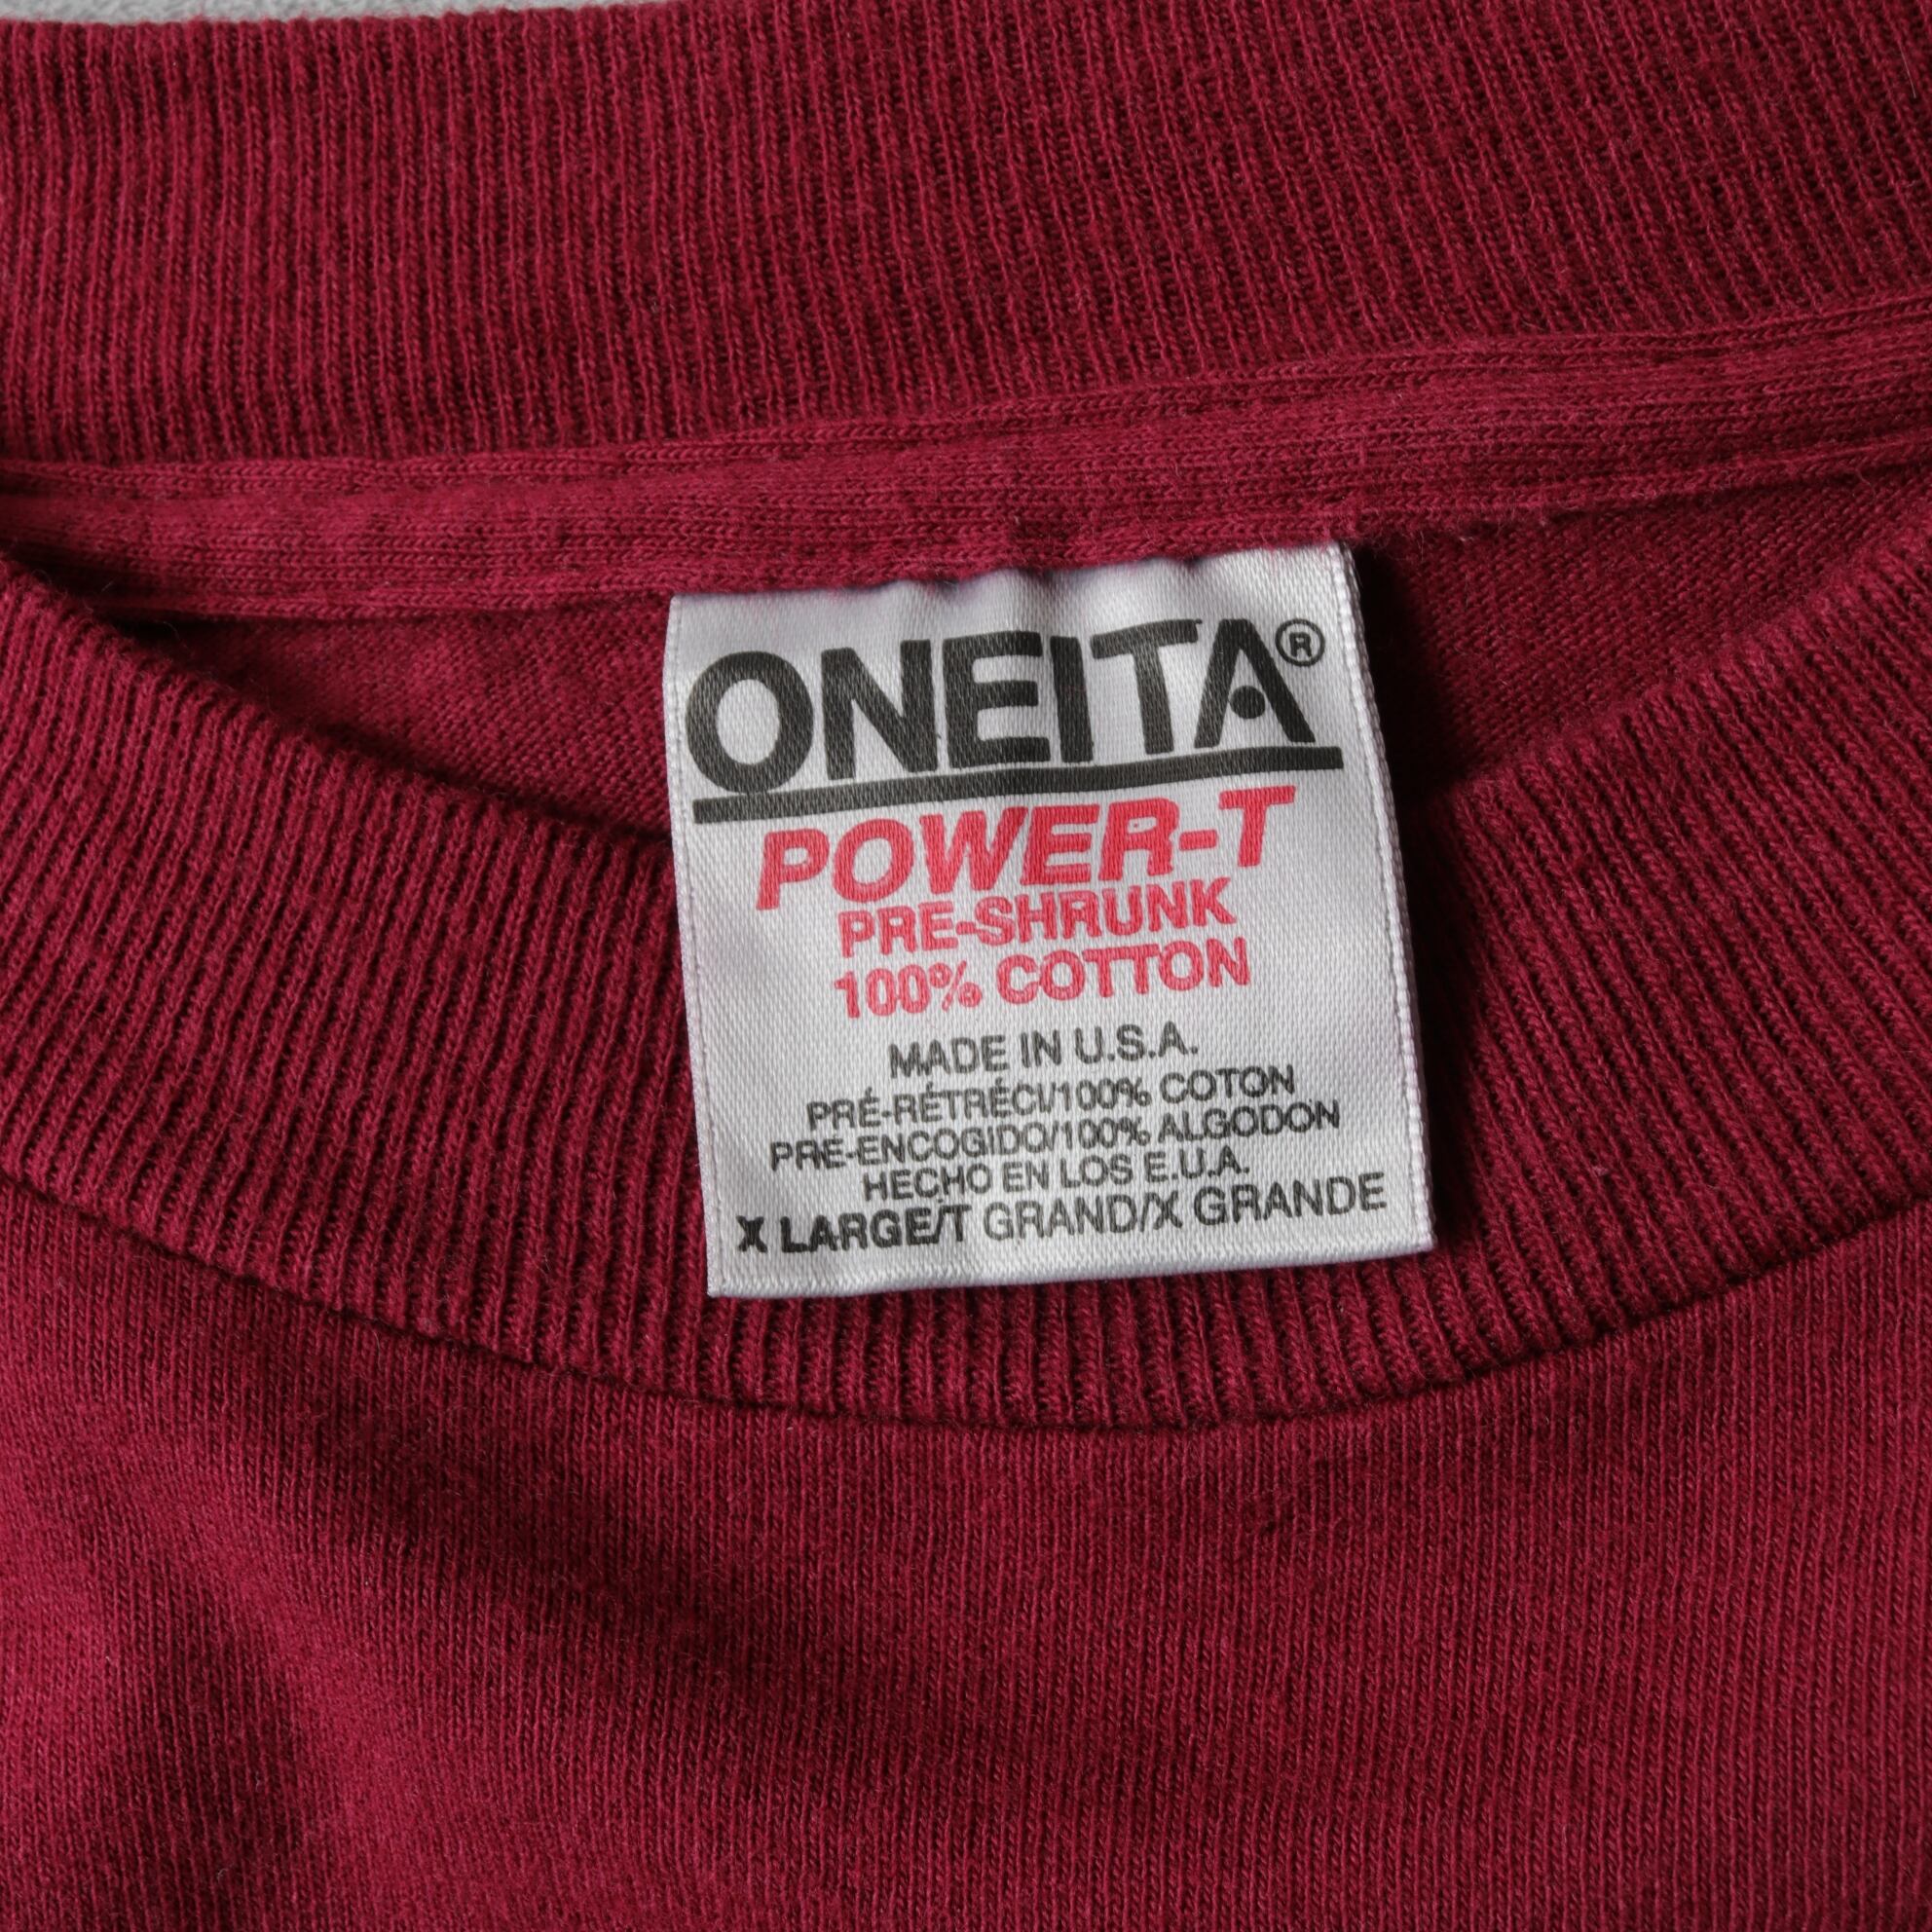 ONEITA®
POWER-T
PRE-SHRUNK
100% COTTON
MADE IN U.S.A.
PRÉ-RÉTRÉCI/100% COTON
PRE-ENCOGIDO/100% ALGODON
HECHO EN LOS E.U.A.
X LARGE/T GRAND/X GRANDE